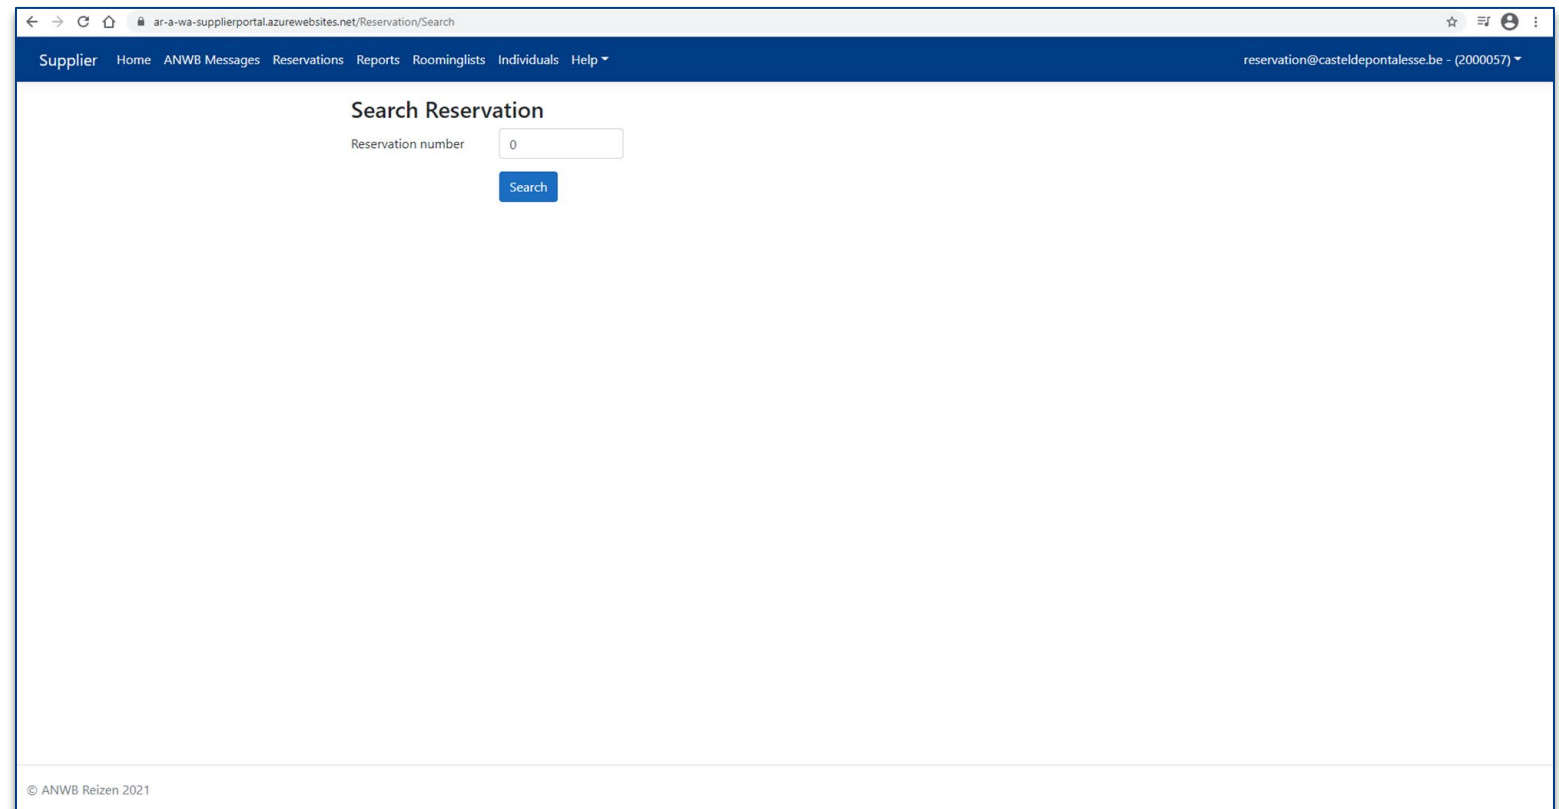 ar-a-wa-supplierportal.azurewebsites.net/Reservation/Search
Supplier Home ANWB Messages Reservations Reports Roominglists Individuals Help reservation@casteldepontalesse.be - (2000057)
Search Reservation
Reservation number 0
Search
© ANWB Reizen 2021